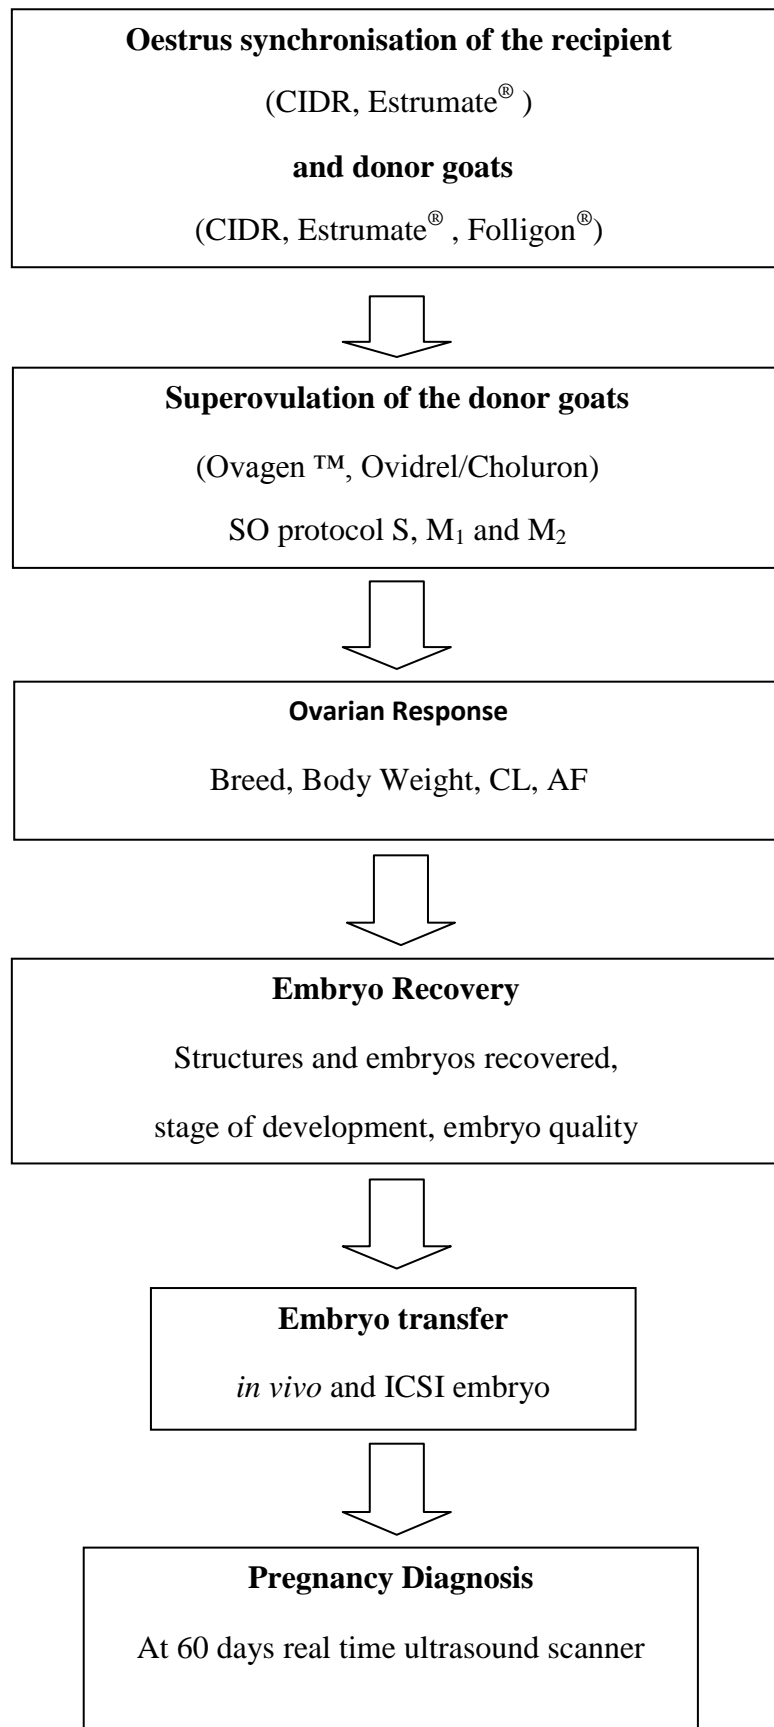 Oestrus synchronisation of the recipient
(CIDR, Estrumate® )
and donor goats
(CIDR, Estrumate® , Folligon®)
Superovulation of the donor goats
(Ovagen ™, Ovidrel/Choluron)
SO protocol S, M₁ and M₂
Ovarian Response
Breed, Body Weight, CL, AF
Embryo Recovery
Structures and embryos recovered,
stage of development, embryo quality
Embryo transfer
in vivo and ICSI embryo
Pregnancy Diagnosis
At 60 days real time ultrasound scanner